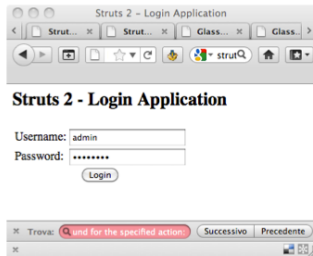 Struts 2 - Login Application
Strut... Strut... Glass... Glass.
strut
Struts 2 - Login Application
Username: admin
Password: ••••••••
Login
Trova: und for the specified action: Successivo Precedente